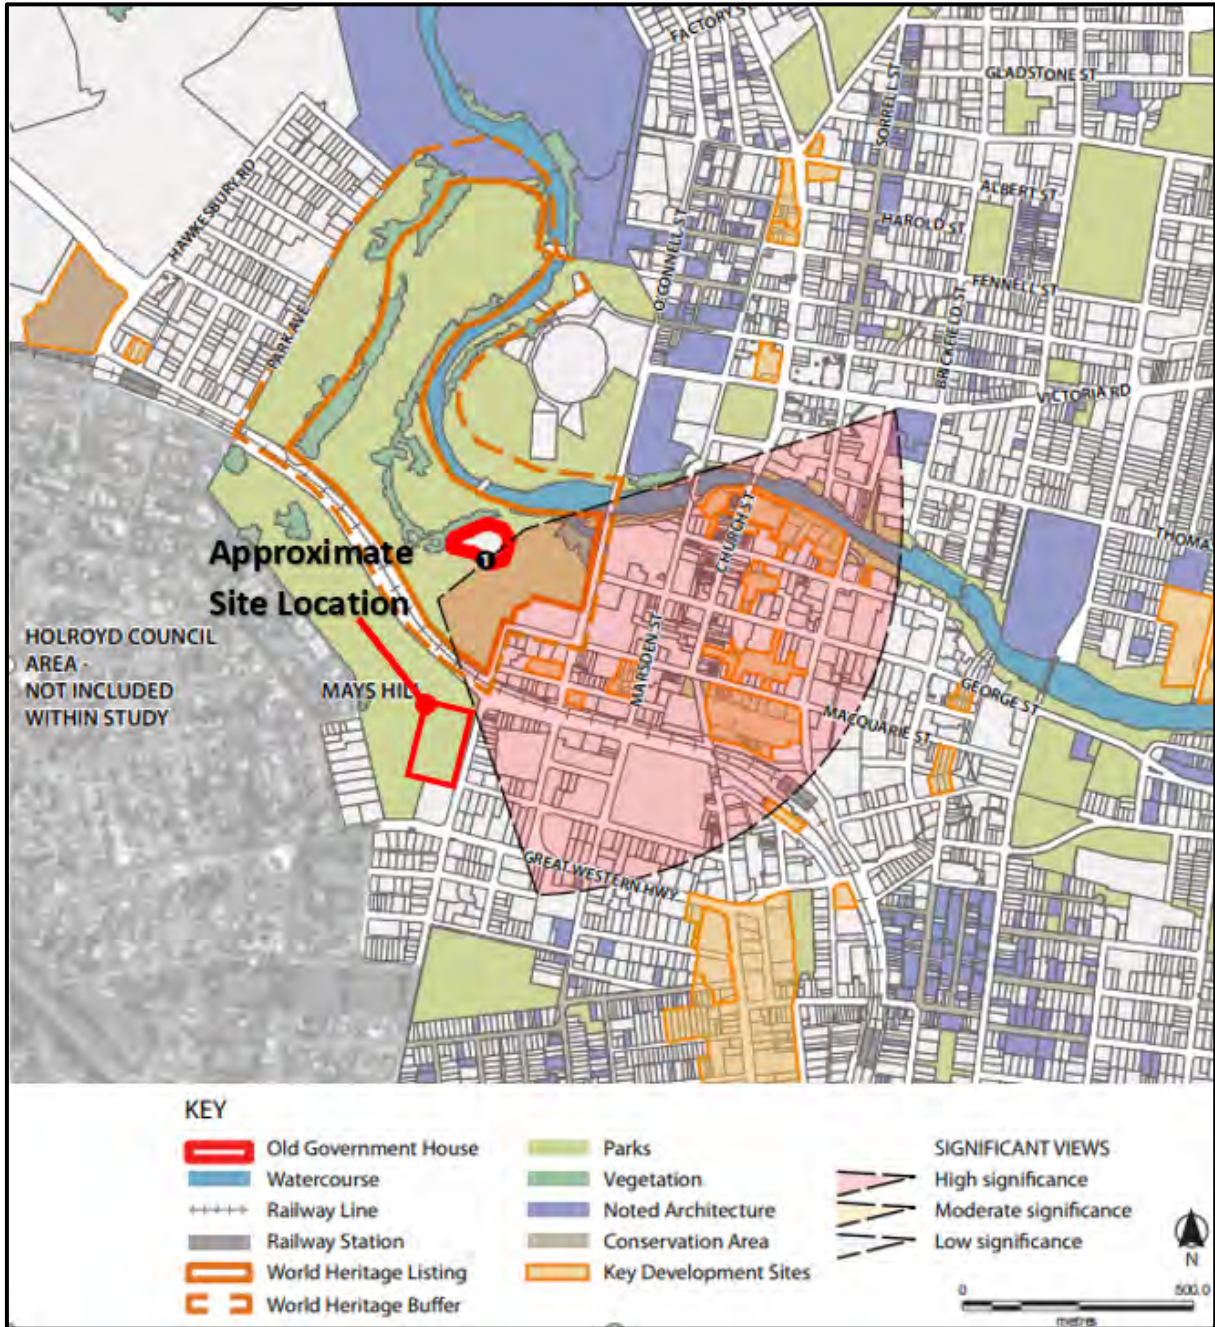 FACTORY ST
GLADSTONE ST
SORRELL ST
HAWKESBURY RD
ALBERT ST
HAROLD ST
O'CONNELL ST
FENNELL ST
BRICKFIELD ST
PARK AVE
VICTORIA RD
CHURCH ST
THOMA
Approximate
Site Location
1
HOLROYD COUNCIL
AREA -
NOT INCLUDED
WITHIN STUDY
MARSDEN ST
MAYS HIL
GEORGE ST
MACQUARIE ST
GREAT WESTERN HWY
KEY
Old Government House
Watercourse
Railway Line
Railway Station
World Heritage Listing
World Heritage Buffer
Parks
Vegetation
Noted Architecture
Conservation Area
Key Development Sites
SIGNIFICANT VIEWS
High significance
Moderate significance
Low significance
N
0 500.0
metres